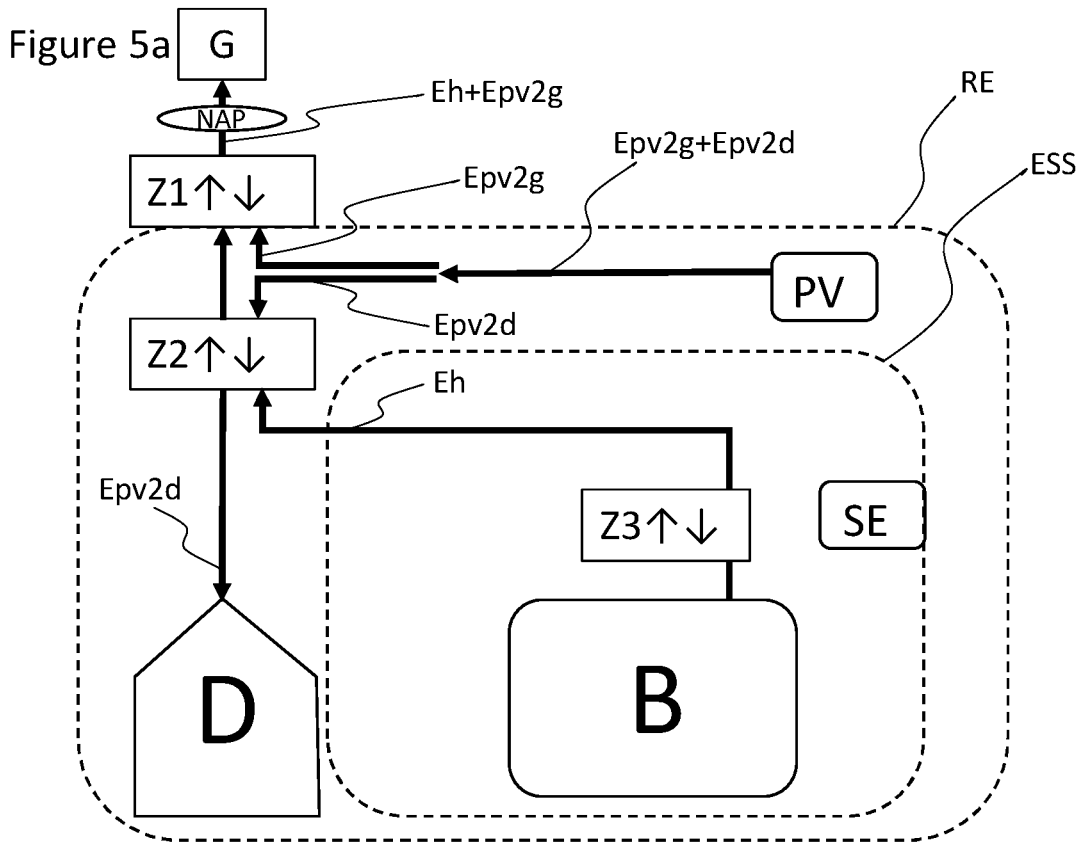 Figure 5a
G
NAP
Eh+Epv2g
RE
Epv2g+Epv2d
ESS
Z1↑↓
Epv2g
PV
Epv2d
Z2↑↓
Eh
Epv2d
Z3↑↓
SE
D
B